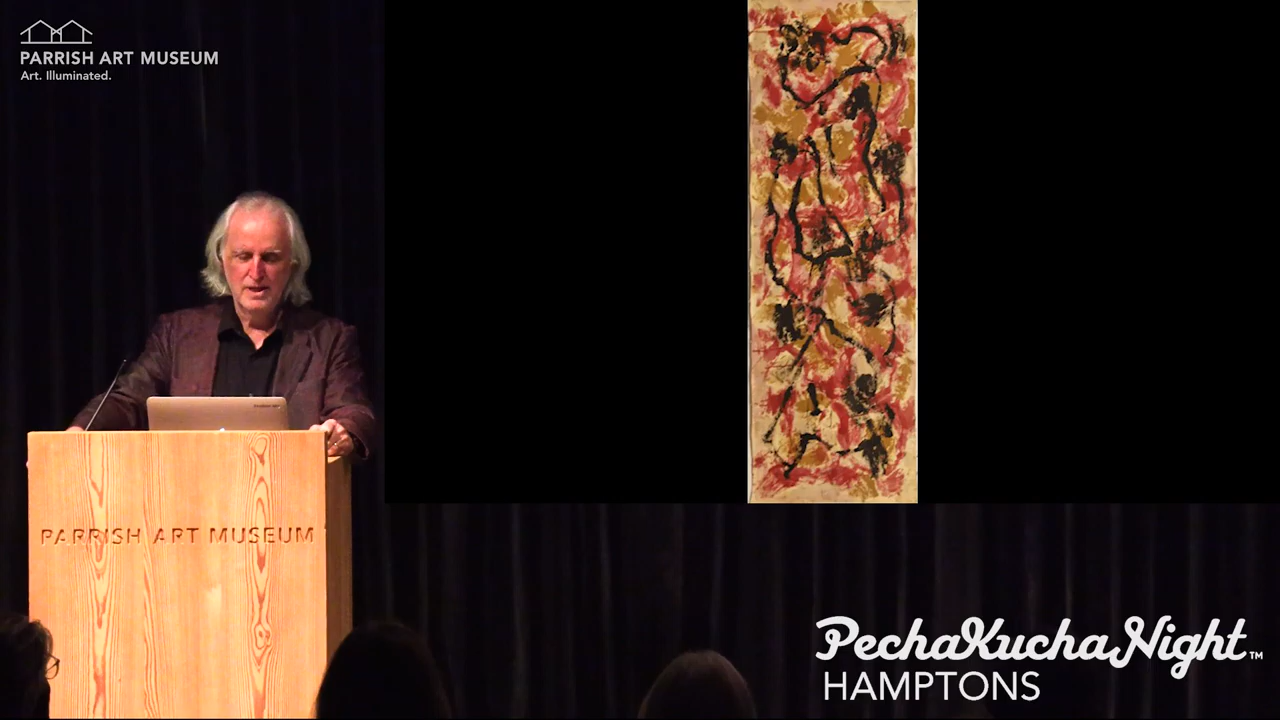 PARRISH ART MUSEUM
Art. Illuminated.
PARRISH ART MUSEUM
PechaKuchaNight™
HAMPTONS